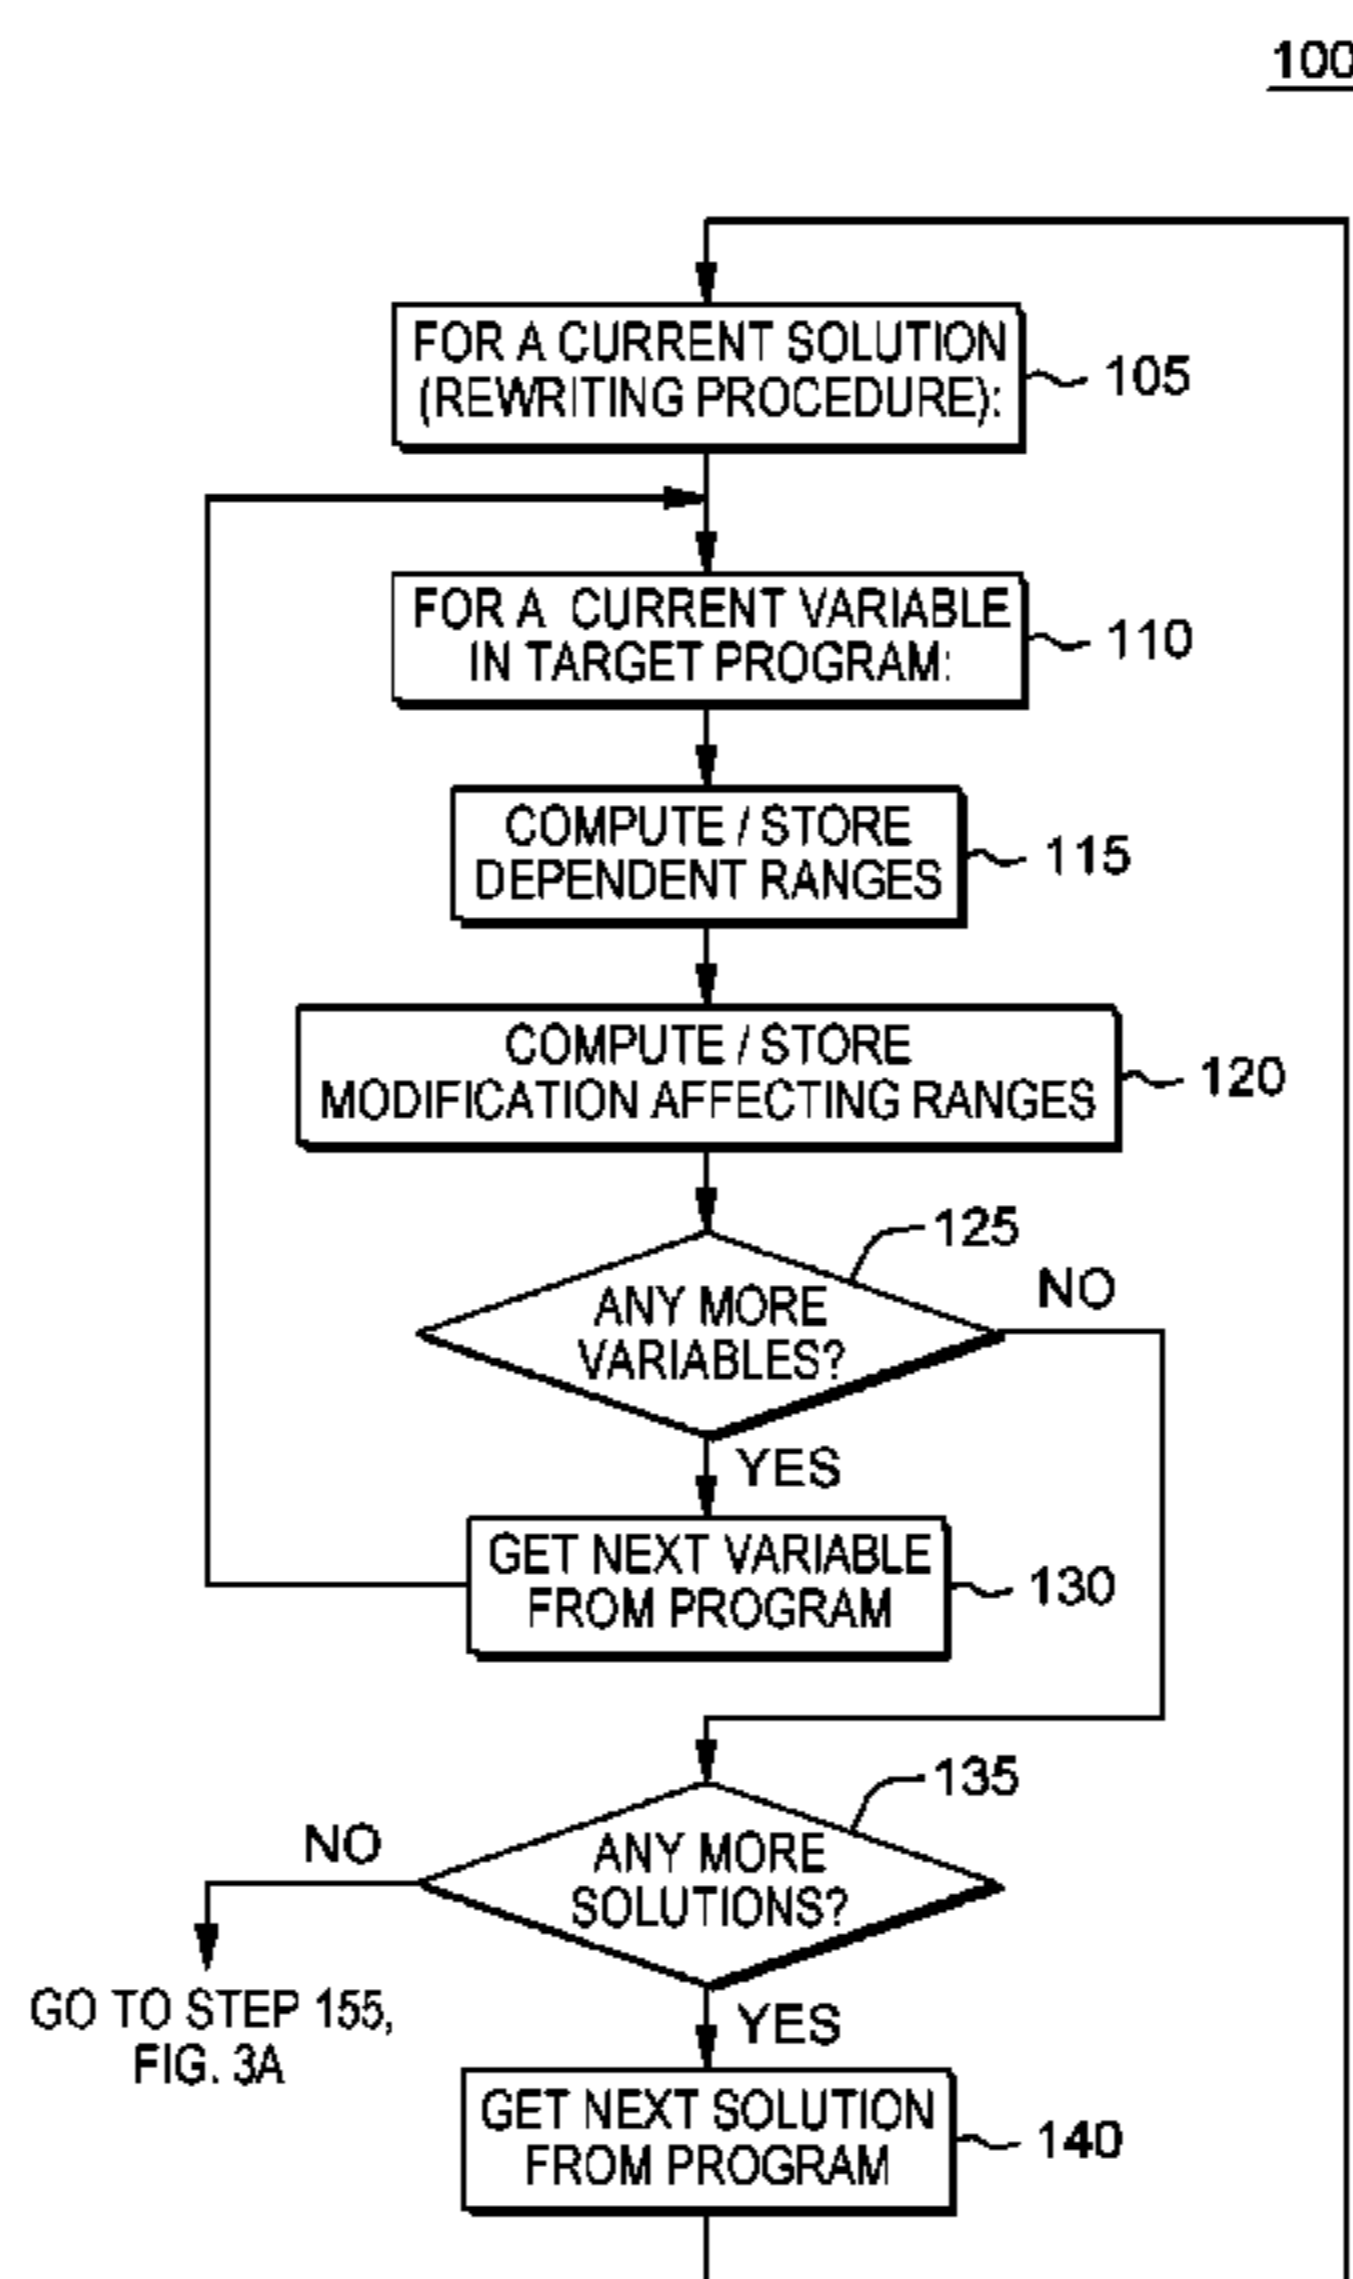 100
FOR A CURRENT SOLUTION
(REWRITING PROCEDURE):
105
FOR A CURRENT VARIABLE
IN TARGET PROGRAM:
110
COMPUTE / STORE
DEPENDENT RANGES
115
COMPUTE / STORE
MODIFICATION AFFECTING RANGES
120
125
ANY MORE
VARIABLES?
NO
YES
GET NEXT VARIABLE
FROM PROGRAM
130
135
ANY MORE
SOLUTIONS?
NO
GO TO STEP 155,
FIG. 3A
YES
GET NEXT SOLUTION
FROM PROGRAM
140